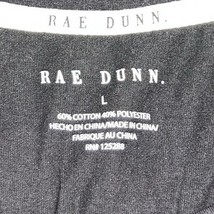 RAE DUNN.
RAE DUNN.
L
60% COTTON 40% POLYESTER
HECHO EN CHINA/MADE IN CHINA/
FABRIQUE AU CHINA
RN# 125288